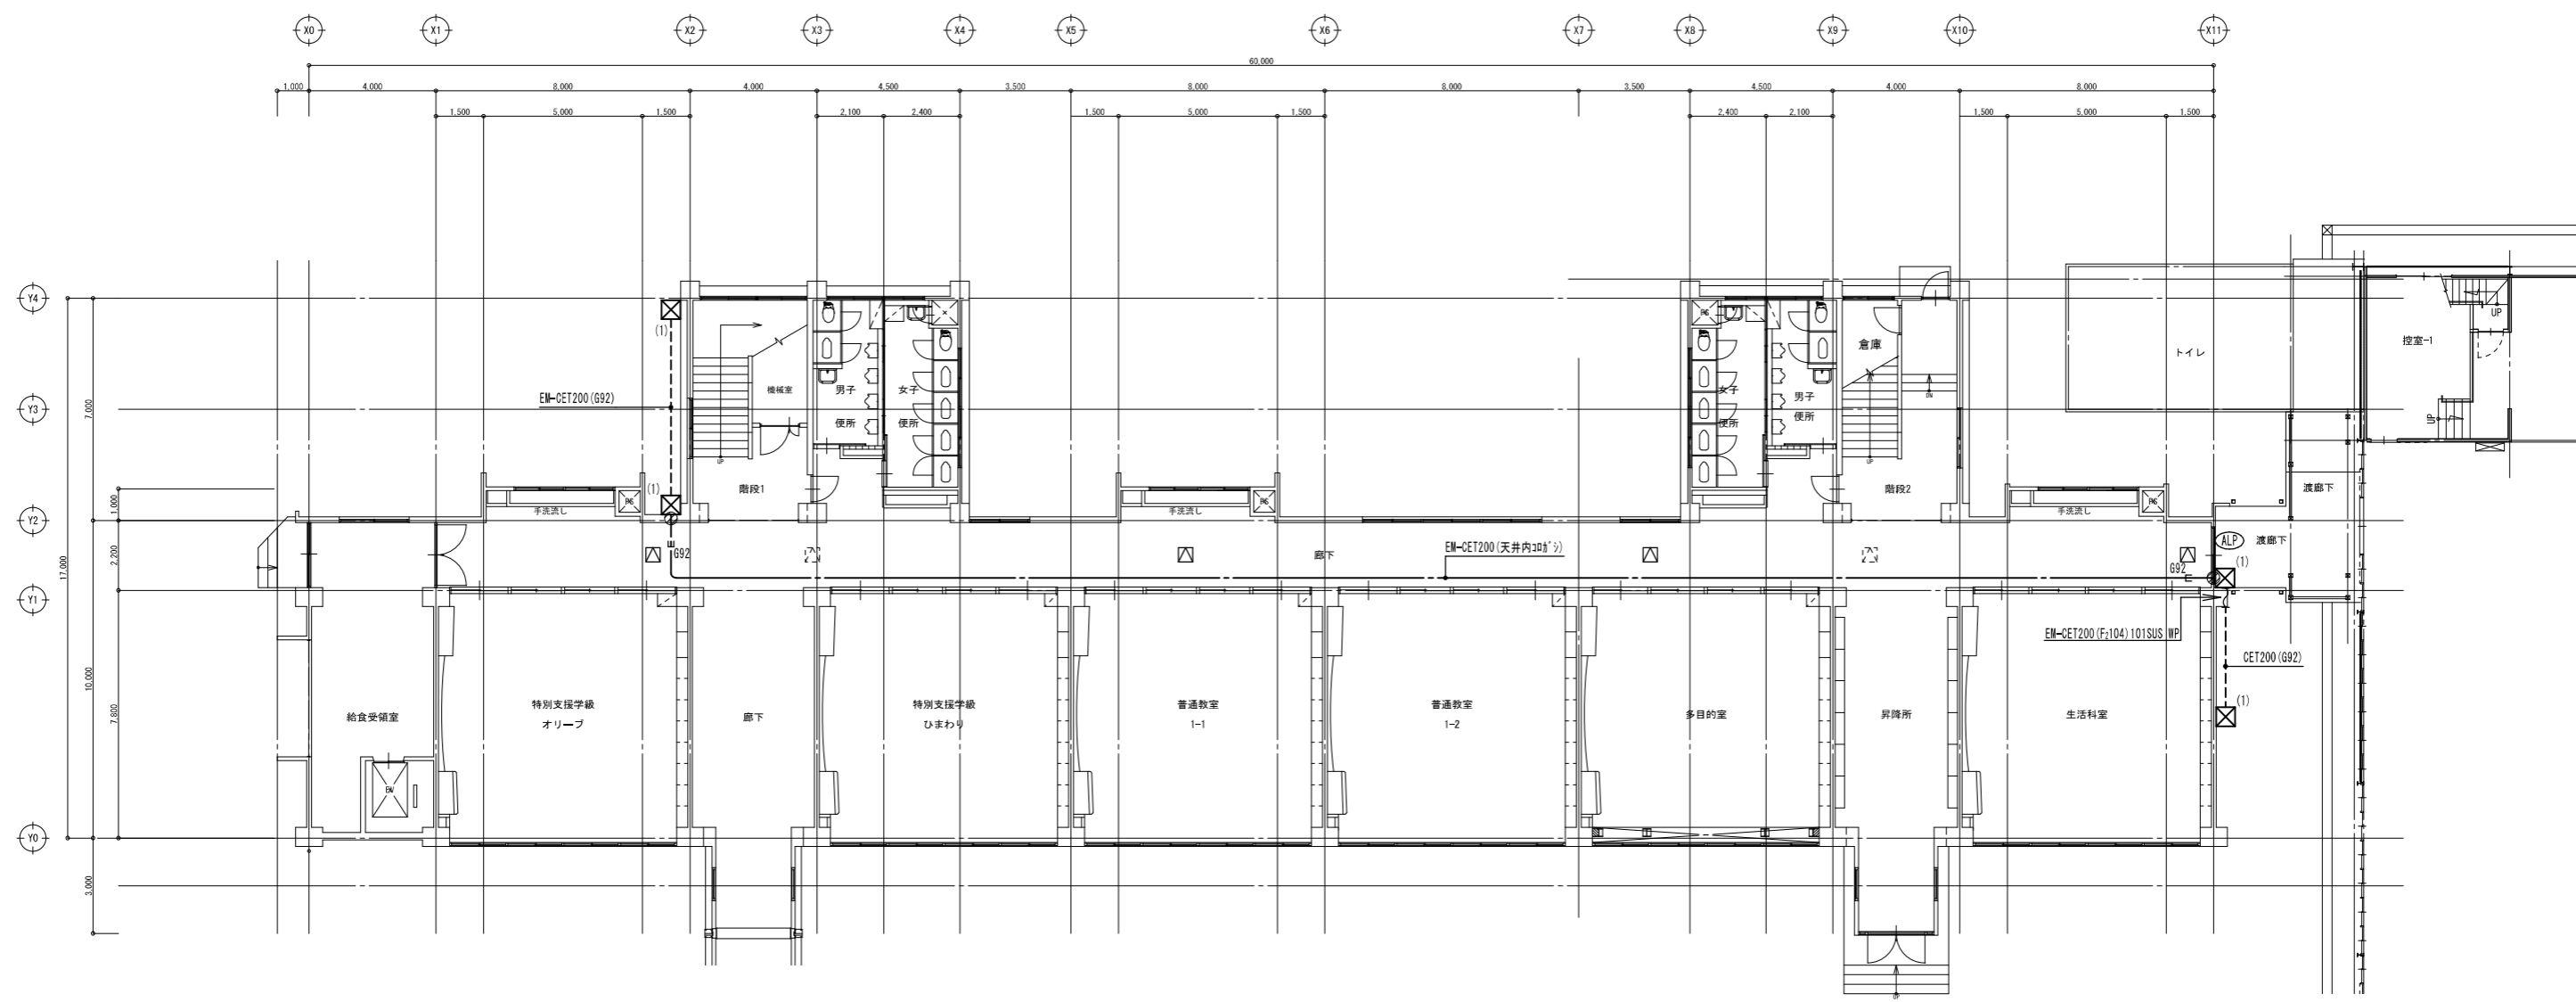 X0
X1
X2
X3
X4
X5
X6
X7
X8
X9
X10
X11
60,000
1,000
4,000
8,000
4,000
4,500
3,500
8,000
8,000
3,500
4,500
4,000
8,000
1,500
5,000
1,500
2,100
2,400
1,500
5,000
1,500
2,400
2,100
1,500
5,000
1,500
Y4
Y3
Y2
Y1
Y0
17,000
7,000
1,000
2,200
10,000
7,800
3,000
(1)
EM-CET200(G92)
(1)
G92
機械室
UP
階段1
男子
便所
女子
便所
手洗流し
PS
手洗流し
PS
廊下
EM-CET200(天井内コロガシ)
PS
女子
便所
男子
便所
倉庫
DN
UP
階段2
手洗流し
PS
トイレ
控室-1
UP
UP
渡廊下
ALP
渡廊下
(1)
G92
EM-CET200(F₂104)101SUS WP
CET200(G92)
(1)
給食受領室
EV
特別支援学級
オリーブ
廊下
特別支援学級
ひまわり
普通教室
1-1
普通教室
1-2
多目的室
昇降所
生活科室
UP